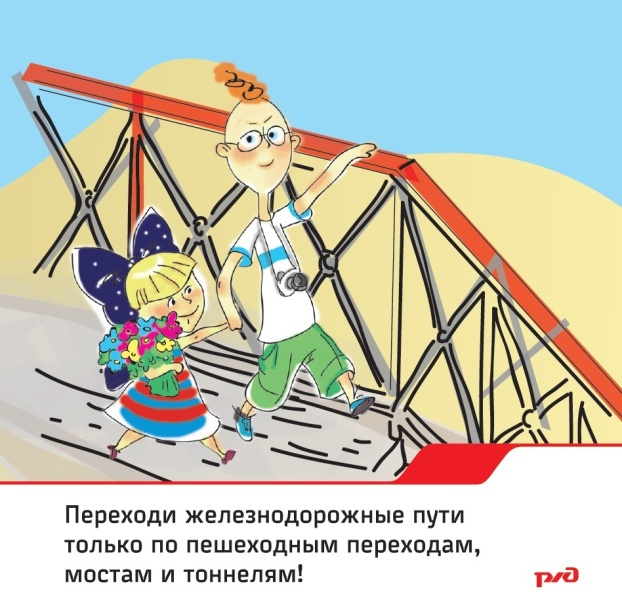 Переходи железнодорожные пути
только по пешеходным переходам,
мостам и тоннелям!
ржд